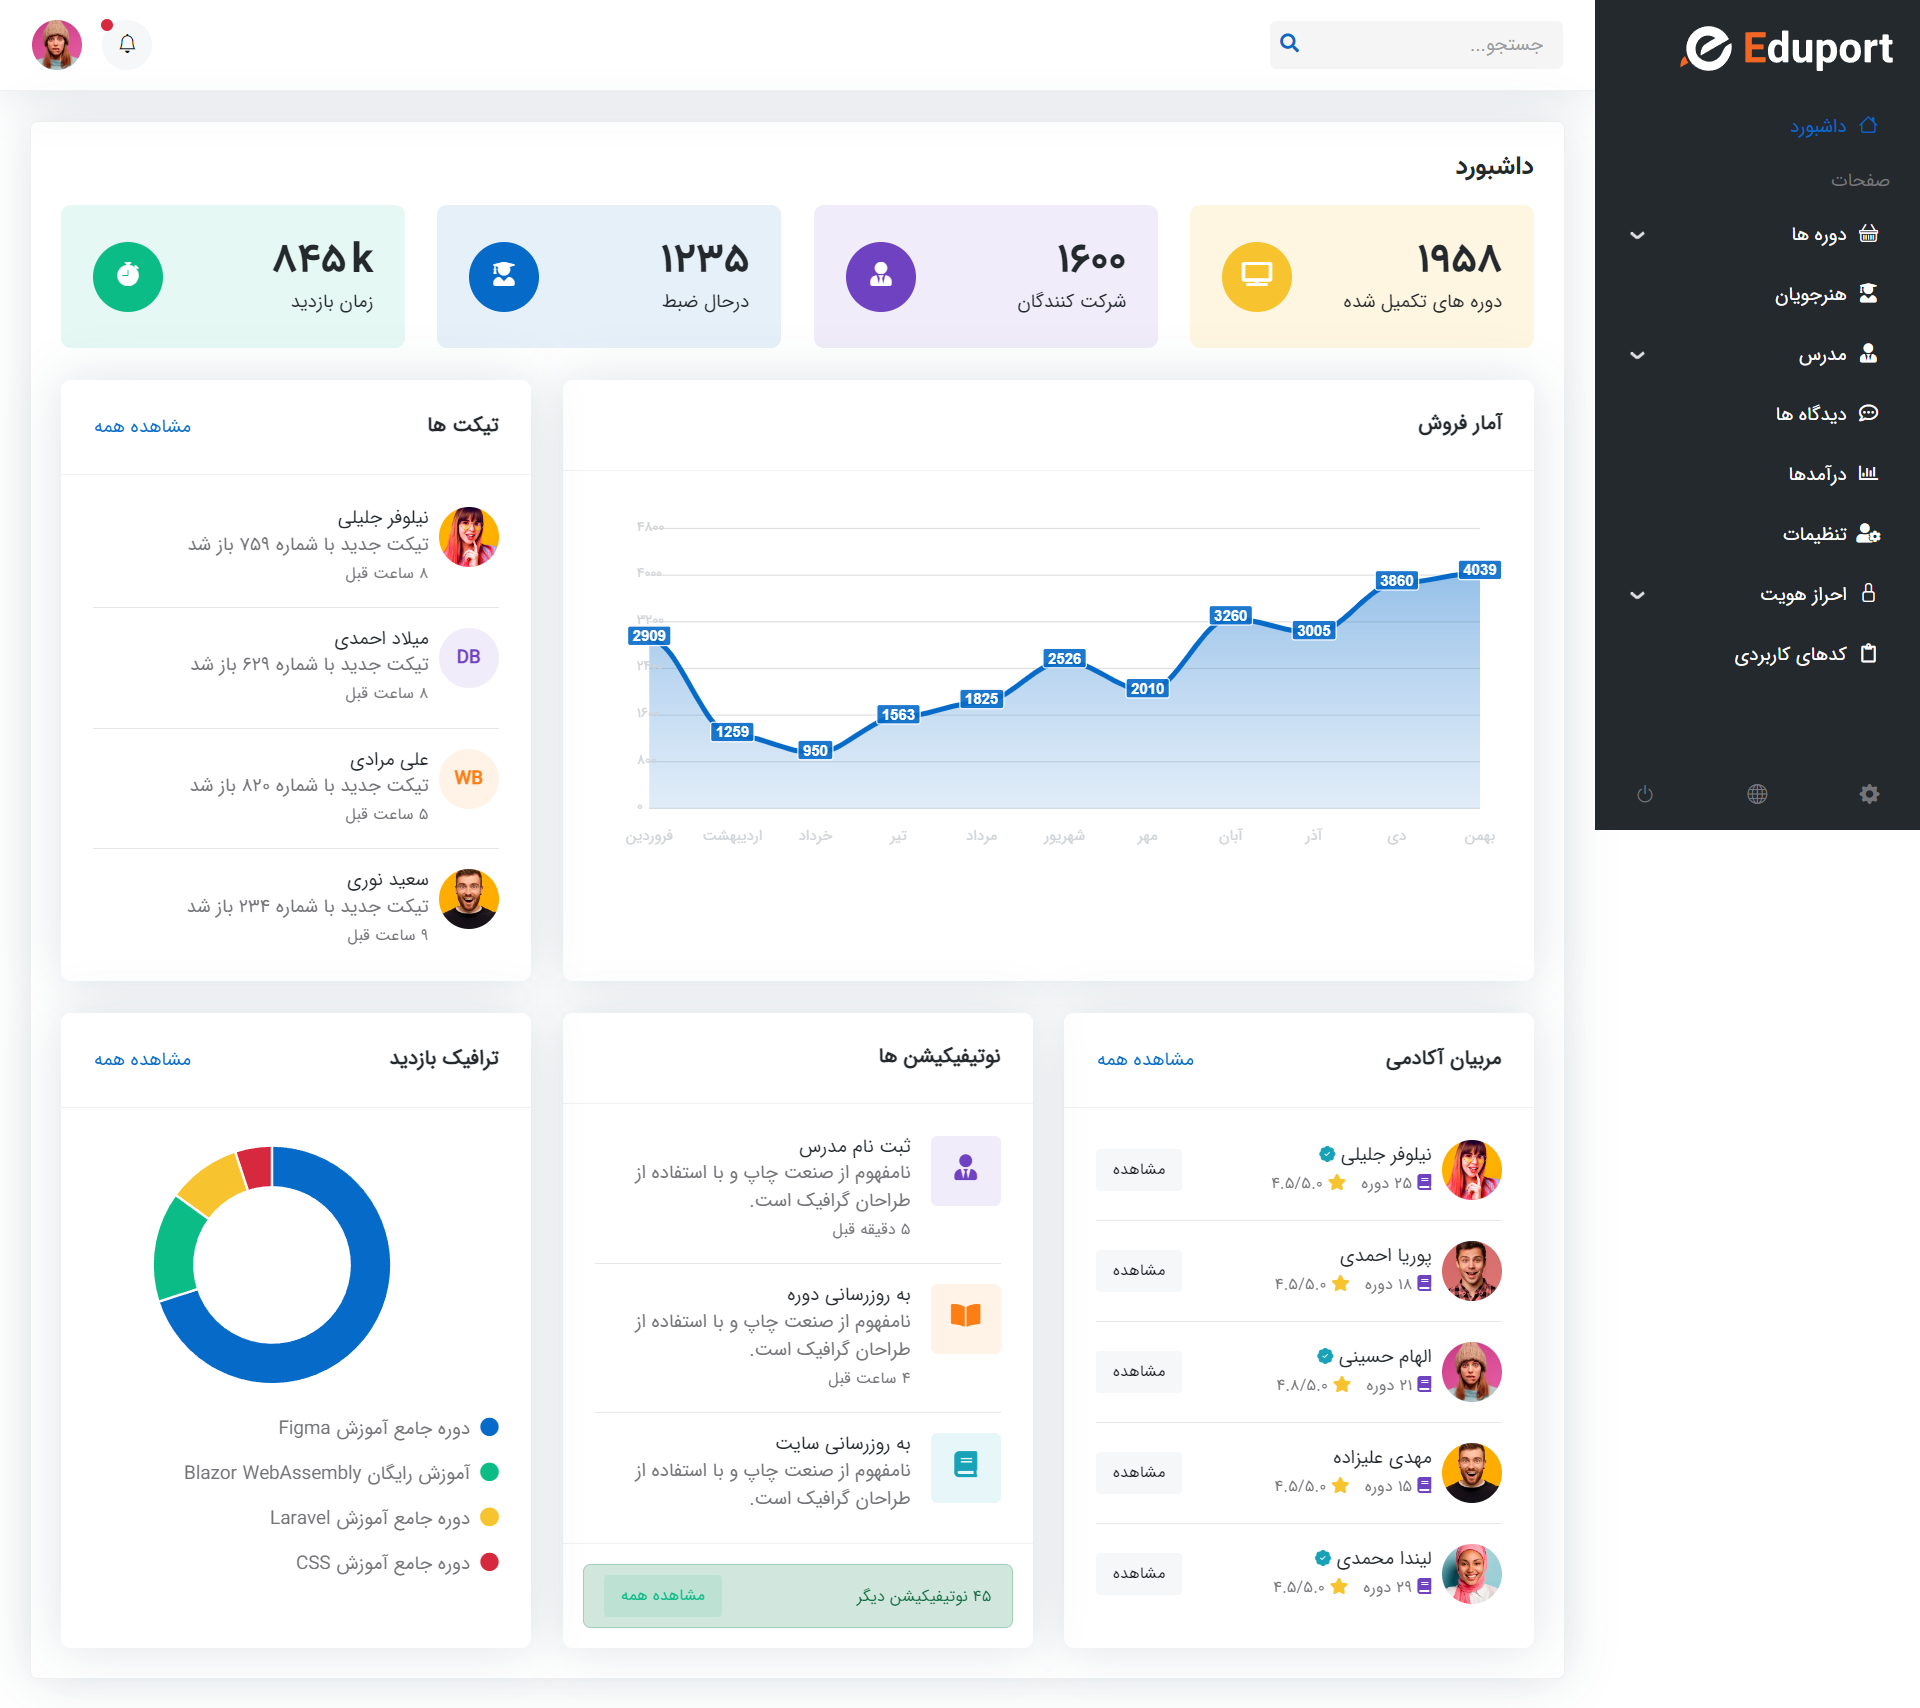 Eduport
داشبورد
صفحات
دوره ها
هنرجویان
مدرس
دیدگاه ها
درآمدها
تنظیمات
احراز هویت
کدهای کاربردی
جستجو...
داشبورد
۱۹۵۸
دوره های تکمیل شده
۱۶۰۰
شرکت کنندگان
۱۲۳۵
درحال ضبط
۸۴۵k
زمان بازدید
آمار فروش
۴۸۰۰
۴۰۰۰
۳۲۰۰
۲۴۰۰
۱۶۰۰
۸۰۰
۰
2909
1259
950
1563
1825
2526
2010
3260
3005
3860
4039
فروردین
اردیبهشت
خرداد
تیر
مرداد
شهریور
مهر
آبان
آذر
دی
بهمن
تیکت ها
مشاهده همه
نیلوفر جلیلی
تیکت جدید با شماره ۷۵۹ باز شد
۸ ساعت قبل
DB
میلاد احمدی
تیکت جدید با شماره ۶۲۹ باز شد
۸ ساعت قبل
WB
علی مرادی
تیکت جدید با شماره ۸۲۰ باز شد
۵ ساعت قبل
سعید نوری
تیکت جدید با شماره ۲۳۴ باز شد
۹ ساعت قبل
مربیان آکادمی
مشاهده همه
نیلوفر جلیلی
۲۵ دوره
۴.۵/۵.۰
مشاهده
پوریا احمدی
۱۸ دوره
۴.۵/۵.۰
مشاهده
الهام حسینی
۲۱ دوره
۴.۸/۵.۰
مشاهده
مهدی علیزاده
۱۵ دوره
۴.۵/۵.۰
مشاهده
لیندا محمدی
۲۹ دوره
۴.۵/۵.۰
مشاهده
نوتیفیکیشن ها
ثبت نام مدرس
نامفهوم از صنعت چاپ و با استفاده از
طراحان گرافیک است.
۵ دقیقه قبل
به روزرسانی دوره
نامفهوم از صنعت چاپ و با استفاده از
طراحان گرافیک است.
۴ ساعت قبل
به روزرسانی سایت
نامفهوم از صنعت چاپ و با استفاده از
طراحان گرافیک است.
۴۵ نوتیفیکیشن دیگر
مشاهده همه
ترافیک بازدید
مشاهده همه
دوره جامع آموزش Figma
آموزش رایگان Blazor WebAssembly
دوره جامع آموزش Laravel
دوره جامع آموزش CSS